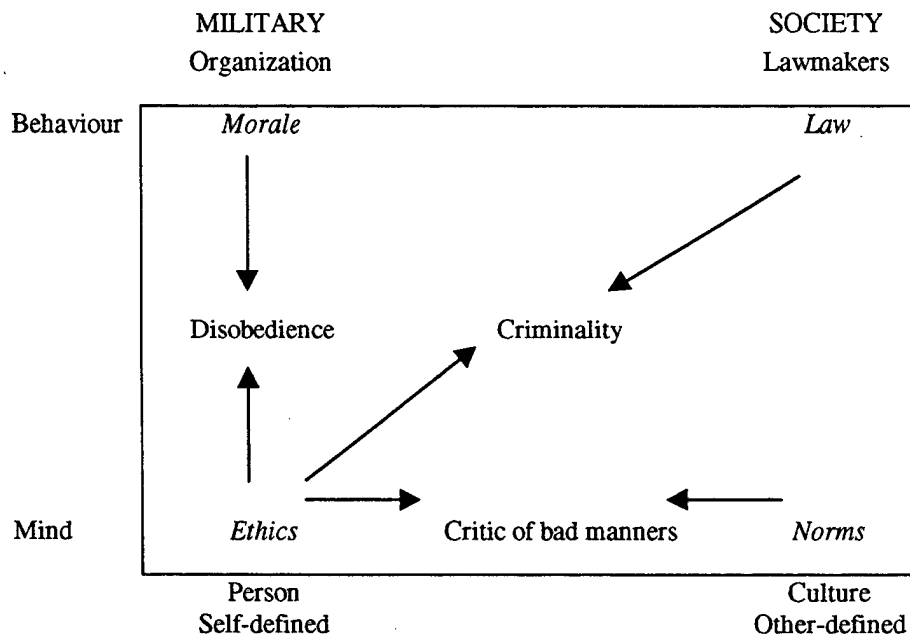 MILITARY SOCIETY
Organization Lawmakers
Behaviour Morale Law
Disobedience Criminality
Mind Ethics Critic of bad manners Norms
Person Culture
Self-defined Other-defined